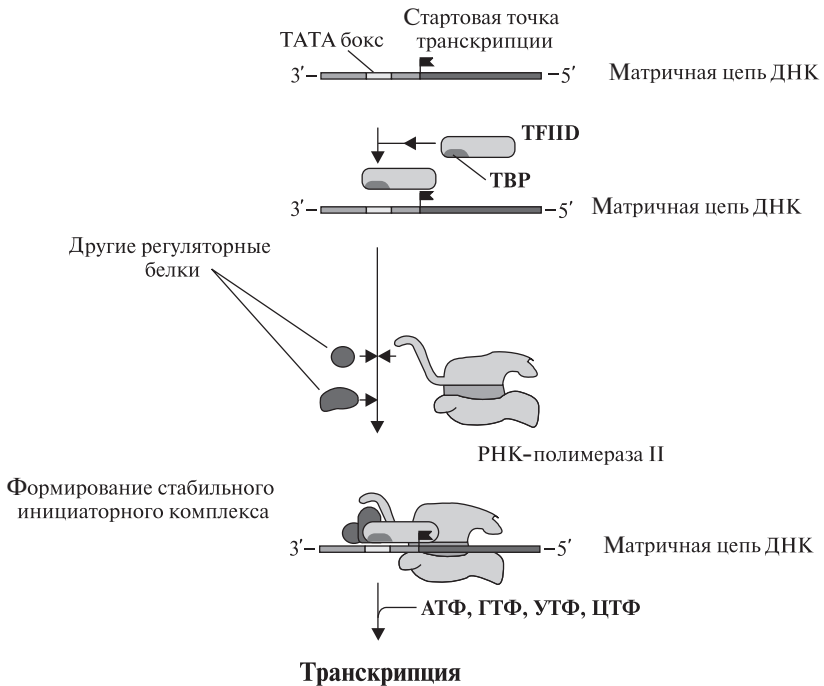 Стартовая точка
транскрипции
ТАТА бокс
3′– –5′ Матричная цепь ДНК
TFIID
TBP
3′– –5′ Матричная цепь ДНК
Другие регуляторные
белки
РНК-полимераза II
Формирование стабильного
инициаторного комплекса
3′– –5′ Матричная цепь ДНК
АТФ, ГТФ, УТФ, ЦТФ
Транскрипция